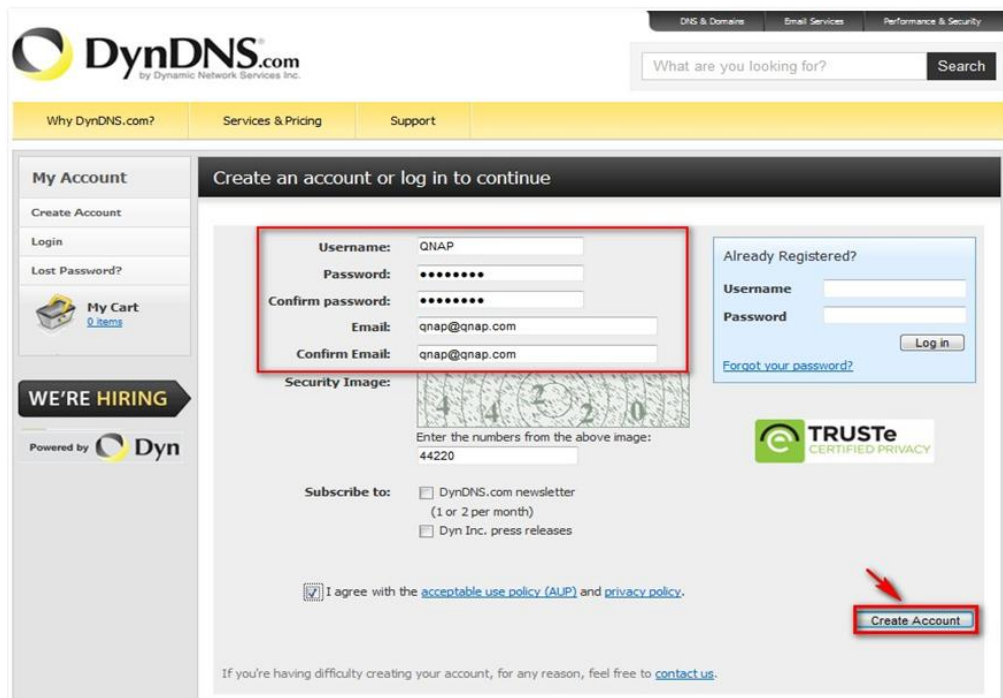 DNS & Domains Email Services Performance & Security
DynDNS.com
by Dynamic Network Services Inc.
What are you looking for? Search
Why DynDNS.com? Services & Pricing Support
My Account
Create Account
Login
Lost Password?
My Cart
0 items
WE'RE HIRING
Powered by Dyn
Create an account or log in to continue
Username: QNAP
Password: ••••••••
Confirm password: ••••••••
Email: qnap@qnap.com
Confirm Email: qnap@qnap.com
Security Image: 4 4 2 2 0
Enter the numbers from the above image:
44220
Subscribe to: DynDNS.com newsletter
(1 or 2 per month)
Dyn Inc. press releases
I agree with the acceptable use policy (AUP) and privacy policy.
Create Account
If you're having difficulty creating your account, for any reason, feel free to contact us.
Already Registered?
Username
Password
Log in
Forgot your password?
TRUSTe
CERTIFIED PRIVACY